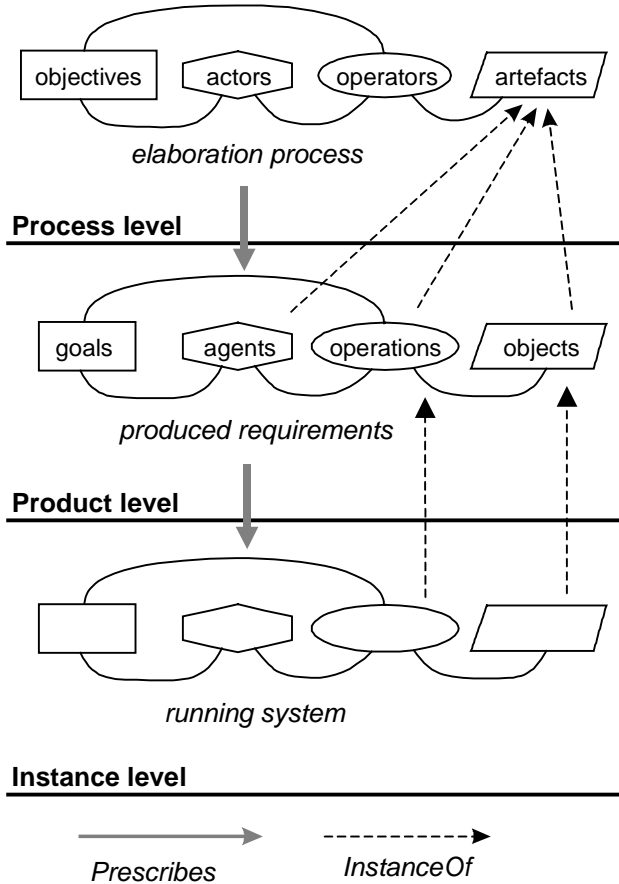 objectives actors operators artefacts
elaboration process
Process level
goals agents operations objects
produced requirements
Product level
running system
Instance level
Prescribes InstanceOf